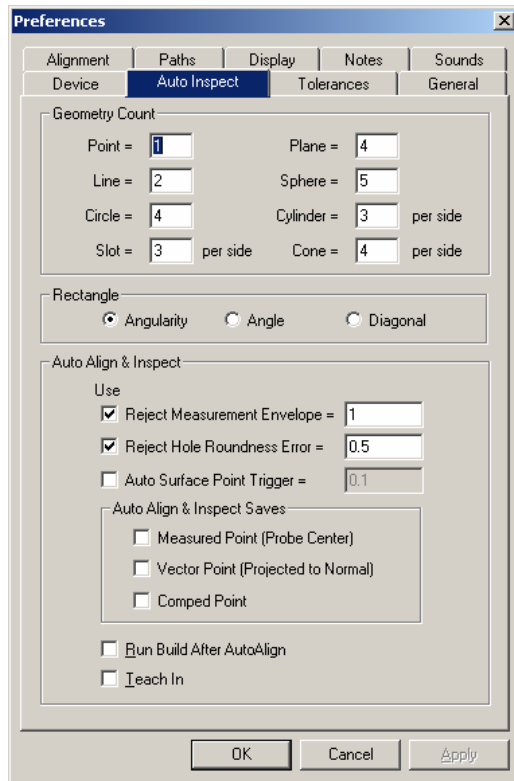 Preferences
Alignment Paths Display Notes Sounds
Device Auto Inspect Tolerances General
Geometry Count
Point = 1 Plane = 4
Line = 2 Sphere = 5
Circle = 4 Cylinder = 3 per side
Slot = 3 per side Cone = 4 per side
Rectangle
Angularity Angle Diagonal
Auto Align & Inspect
Use
Reject Measurement Envelope = 1
Reject Hole Roundness Error = 0.5
Auto Surface Point Trigger = 0.1
Auto Align & Inspect Saves
Measured Point (Probe Center)
Vector Point (Projected to Normal)
Comped Point
Run Build After AutoAlign
Teach In
OK Cancel Apply